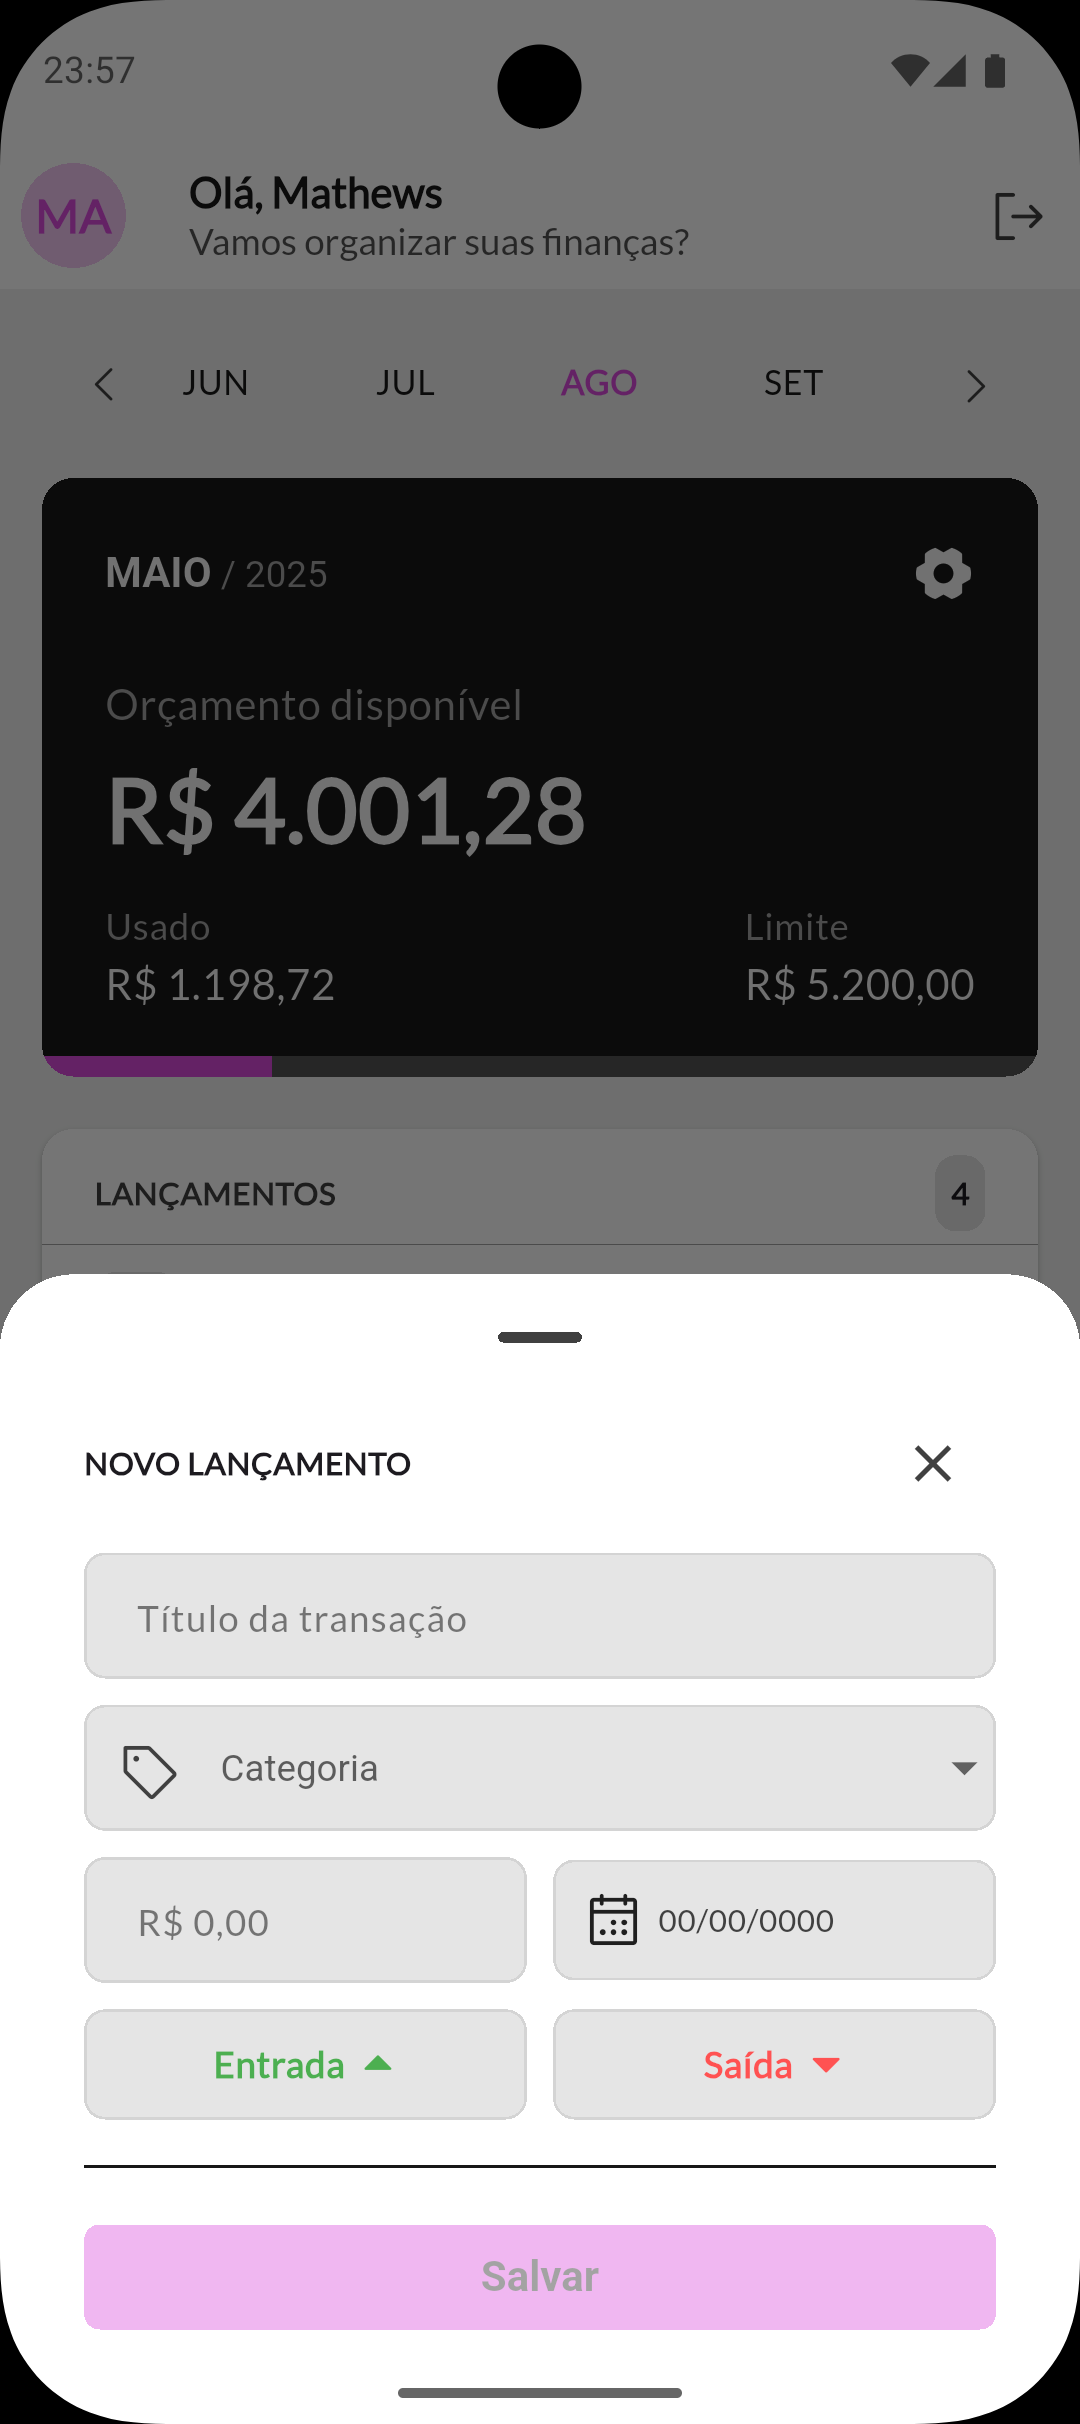 23:57
MA
Olá, Mathews
Vamos organizar suas finanças?
JUN JUL AGO SET
MAIO / 2025
Orçamento disponível
R$ 4.001,28
Usado Limite
R$ 1.198,72 R$ 5.200,00
LANÇAMENTOS 4
NOVO LANÇAMENTO
Título da transação
Categoria
R$ 0,00 00/00/0000
Entrada Saída
Salvar